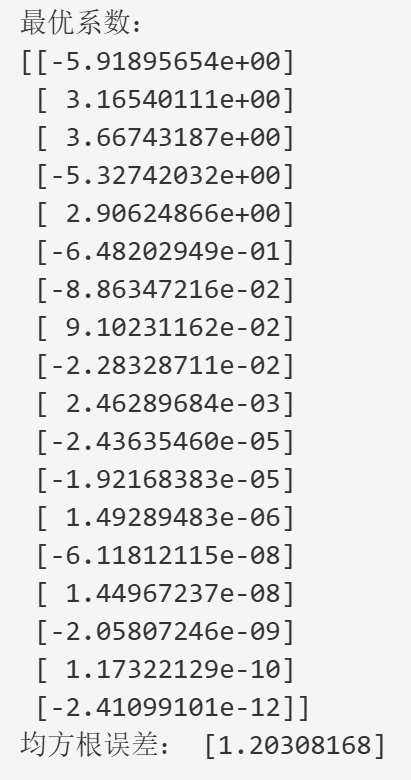 最优系数：
[[-5.91895654e+00]
[ 3.16540111e+00]
[ 3.66743187e+00]
[-5.32742032e+00]
[ 2.90624866e+00]
[-6.48202949e-01]
[-8.86347216e-02]
[ 9.10231162e-02]
[-2.28328711e-02]
[ 2.46289684e-03]
[-2.43635460e-05]
[-1.92168383e-05]
[ 1.49289483e-06]
[-6.11812115e-08]
[ 1.44967237e-08]
[-2.05807246e-09]
[ 1.17322129e-10]
[-2.41099101e-12]]
均方根误差： [1.20308168]